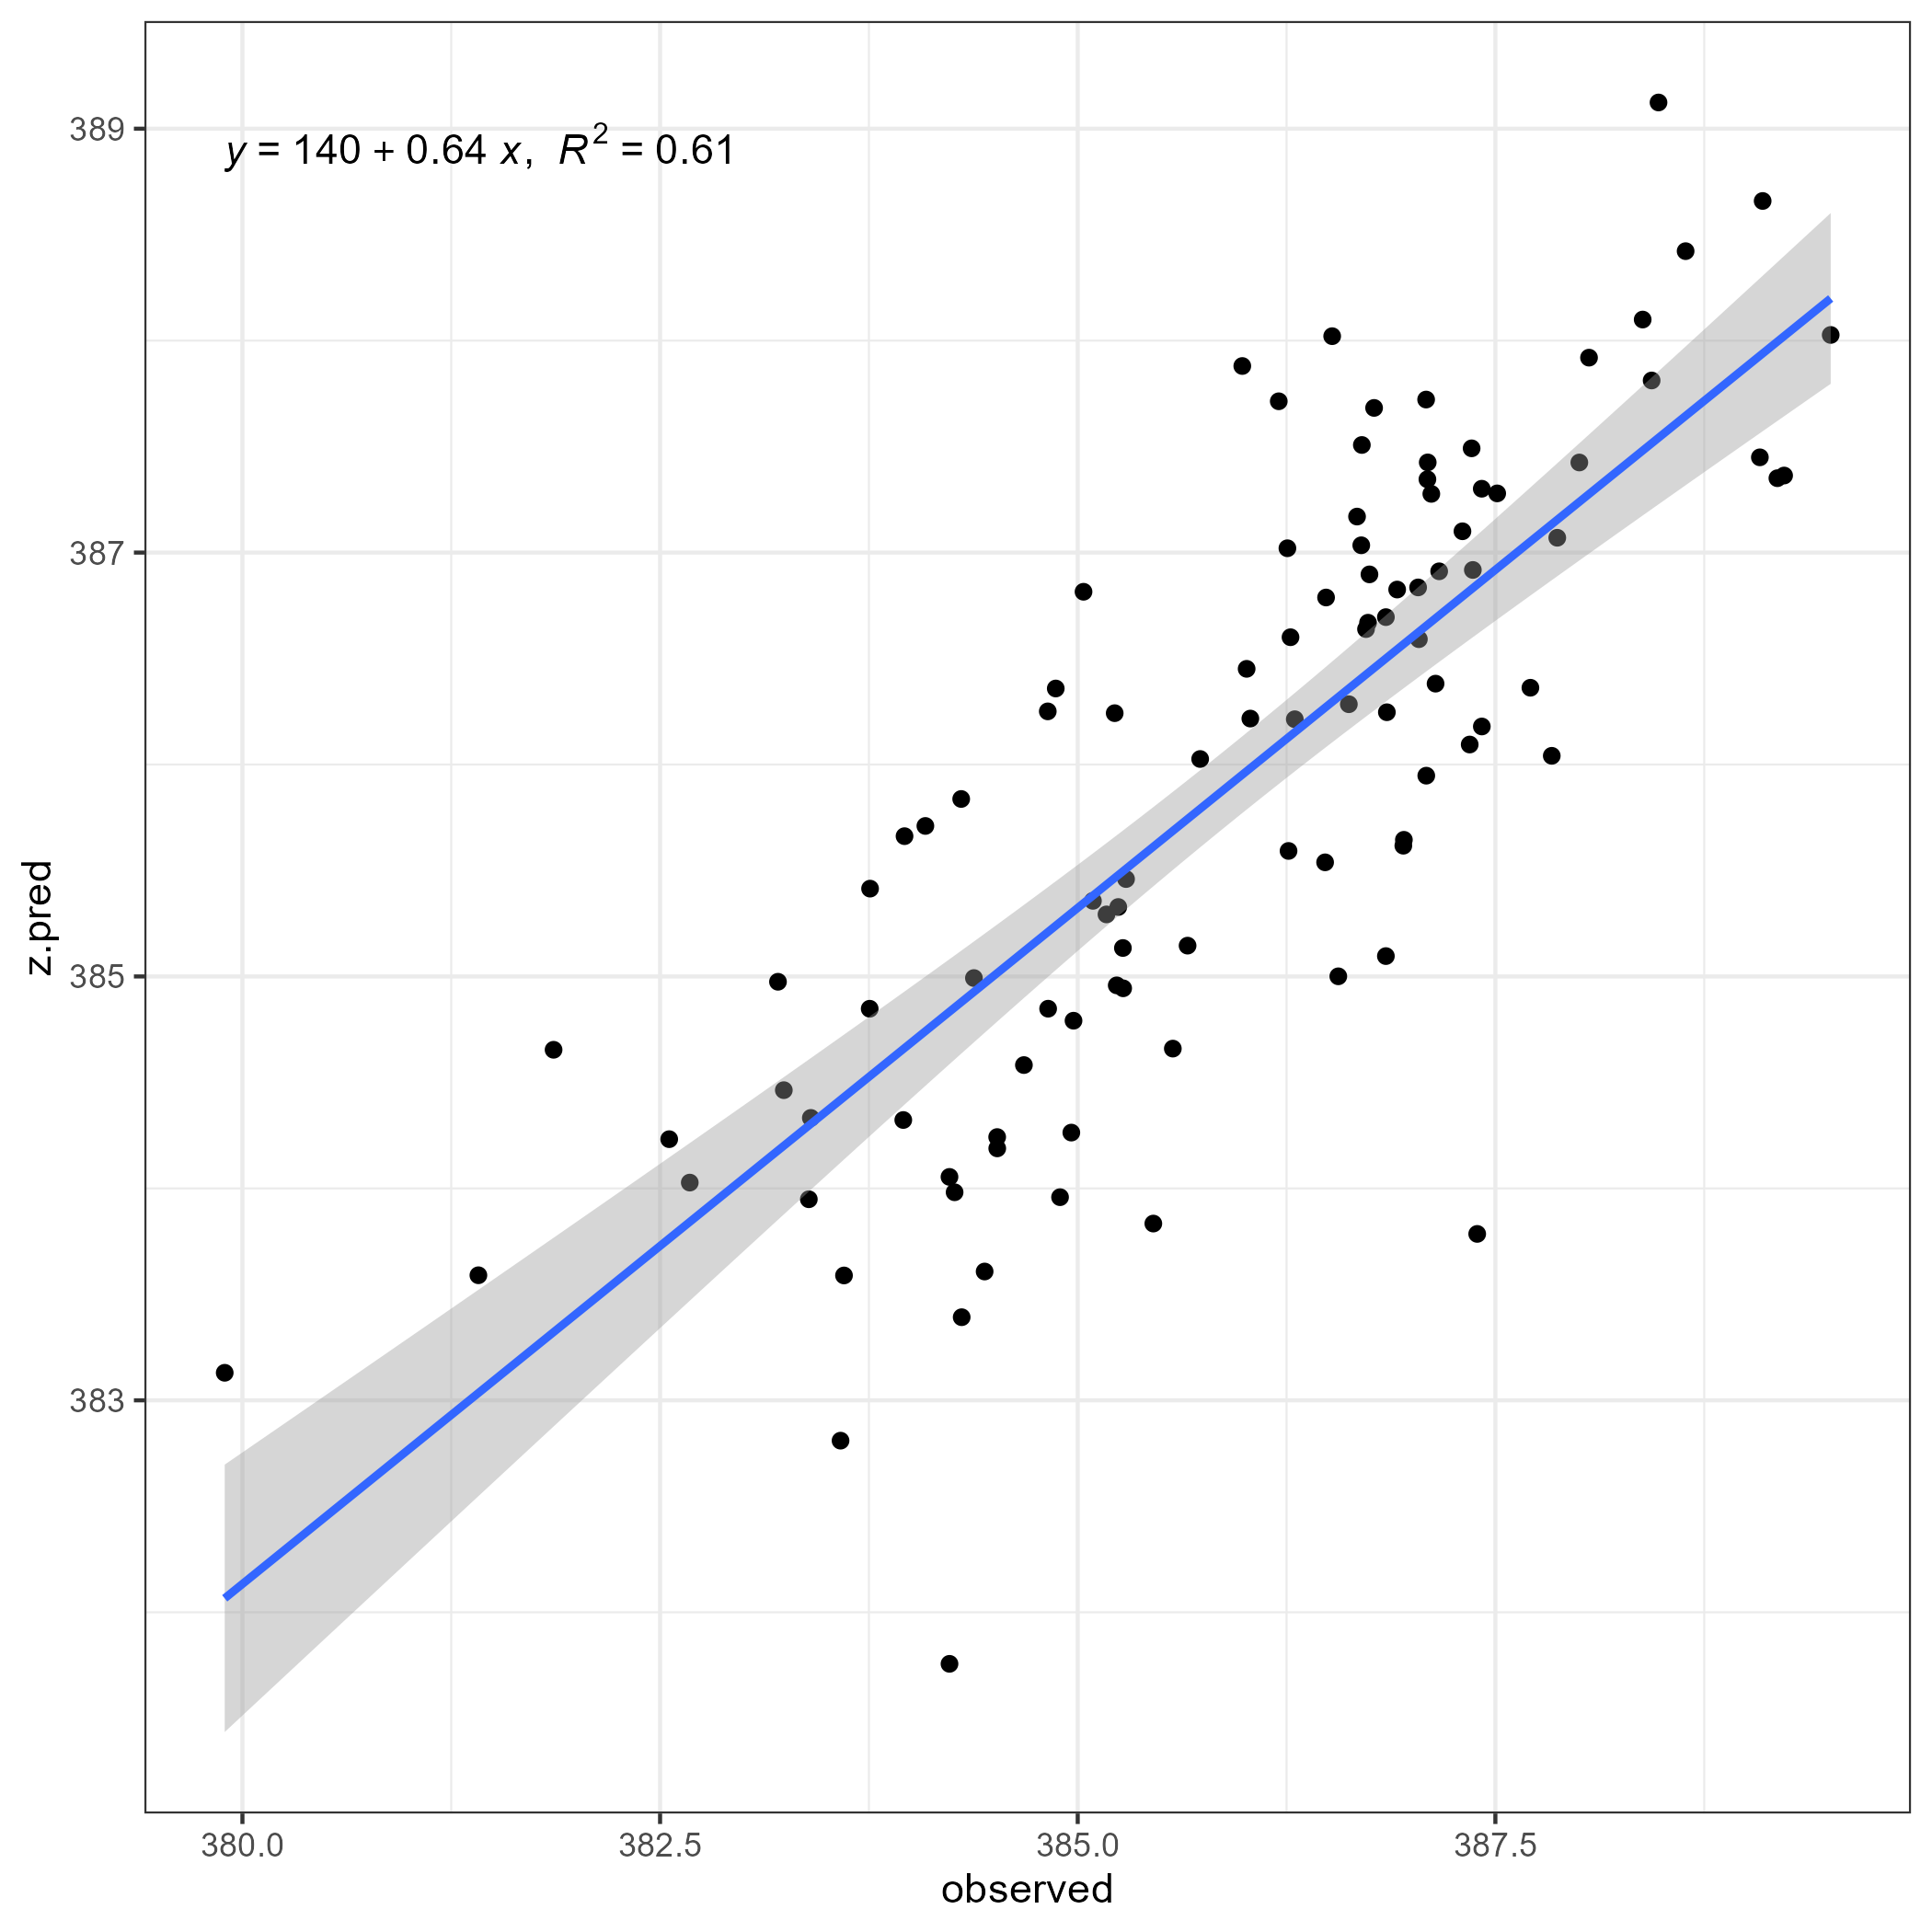 y = 140 + 0.64 x, R² = 0.61
389
387
385
383
z.pred
380.0 382.5 385.0 387.5
observed